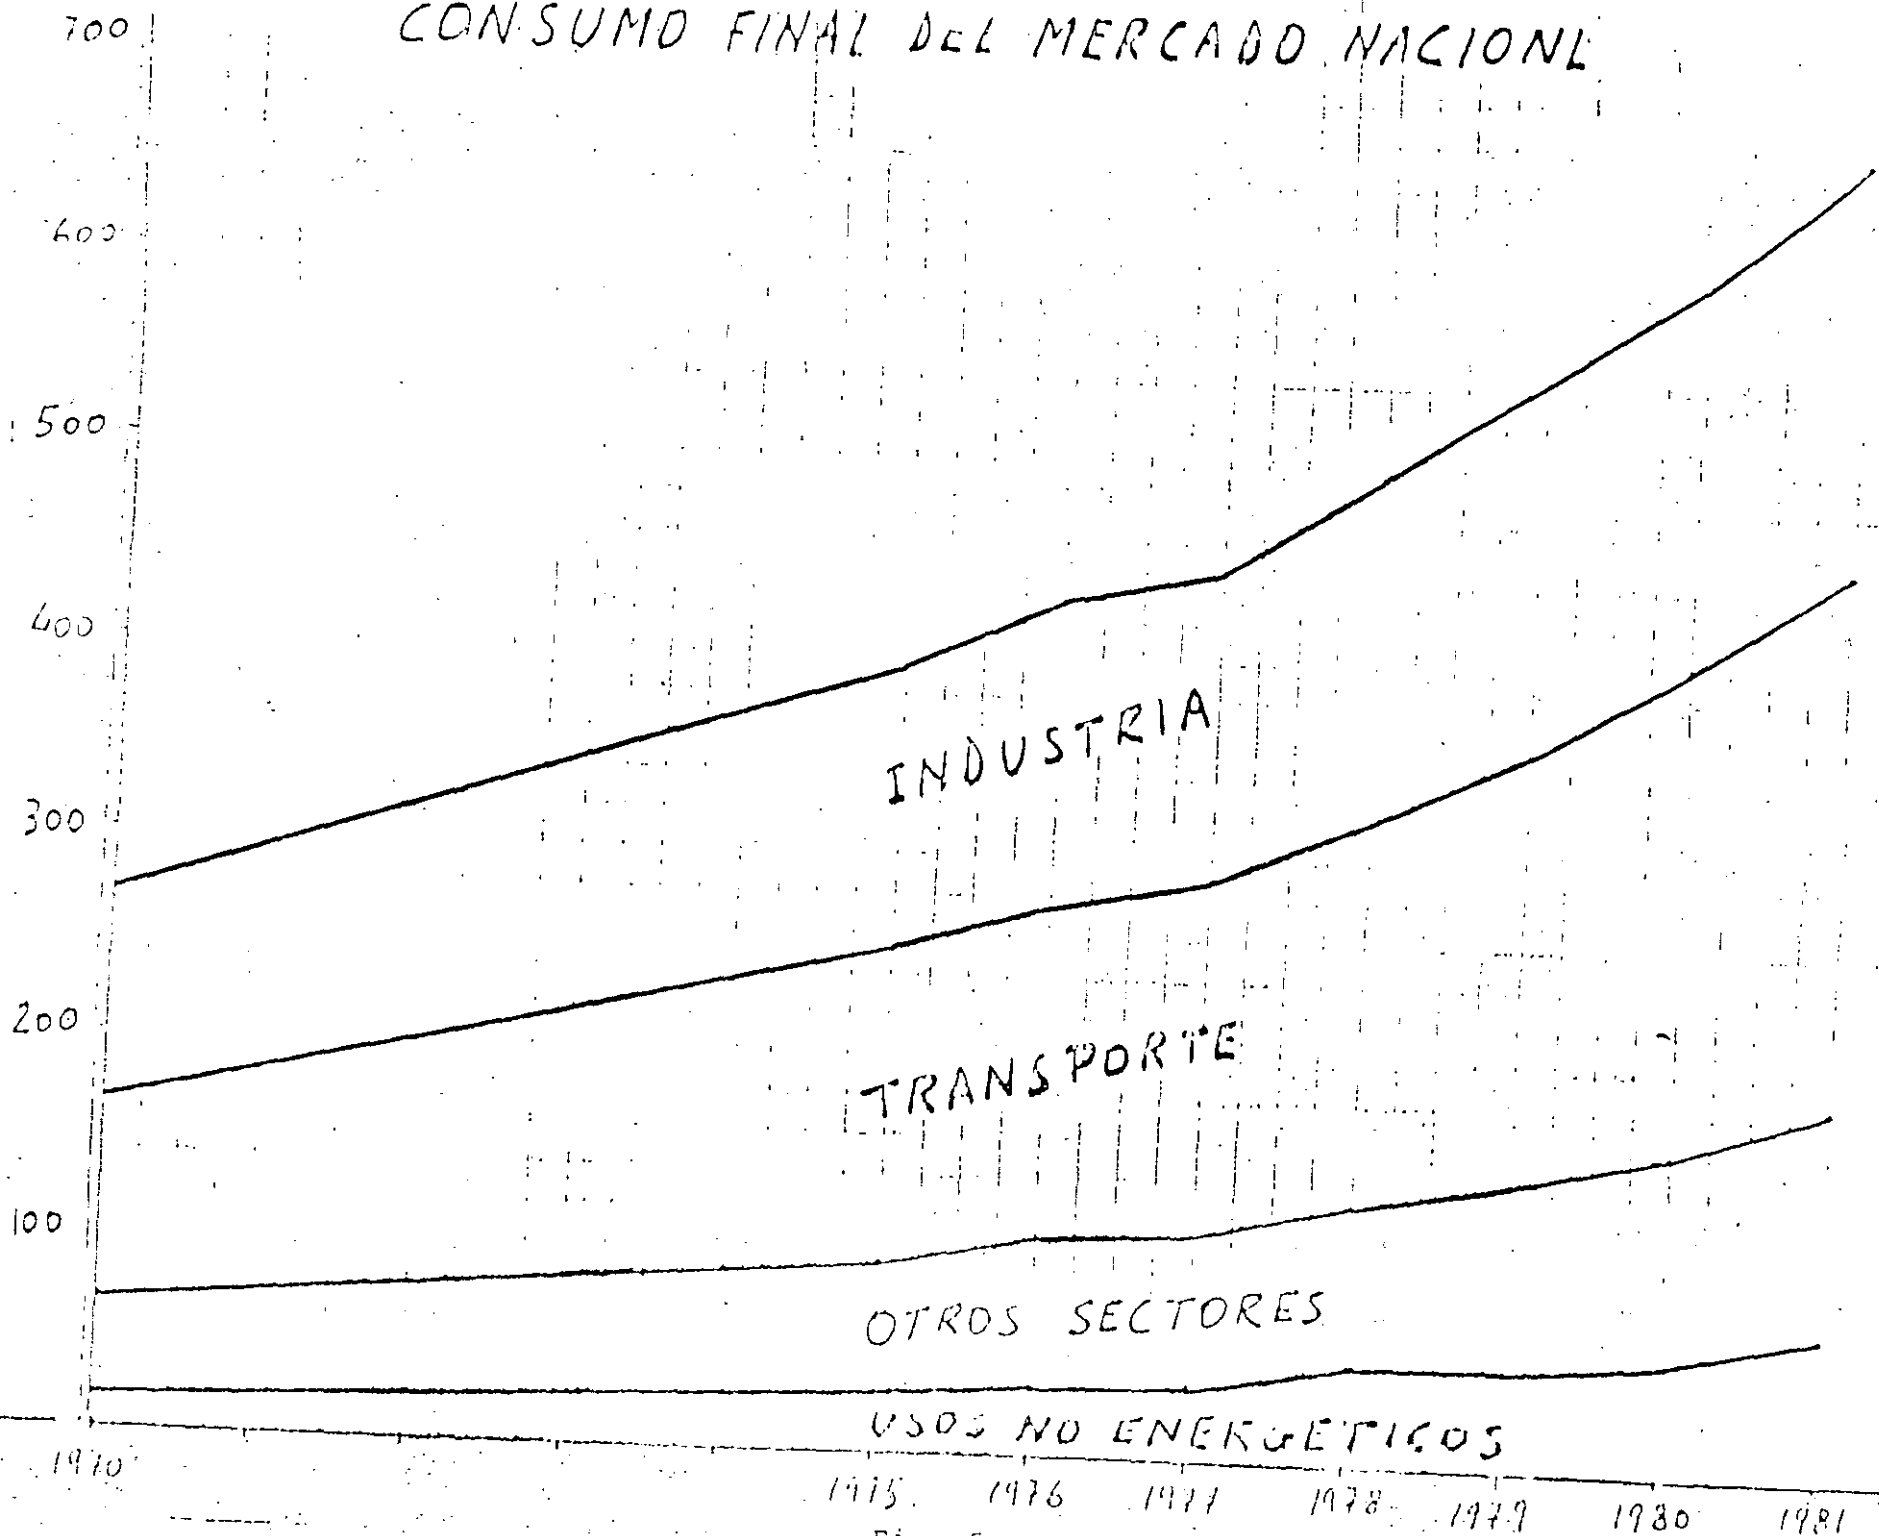 CONSUMO FINAL DEL MERCADO NACIONL
700
600
500
400
300
200
100
INDUSTRIA
TRANSPORTE
OTROS SECTORES
USOS NO ENERGETICOS
1970 1975 1976 1977 1978 1979 1980 1981